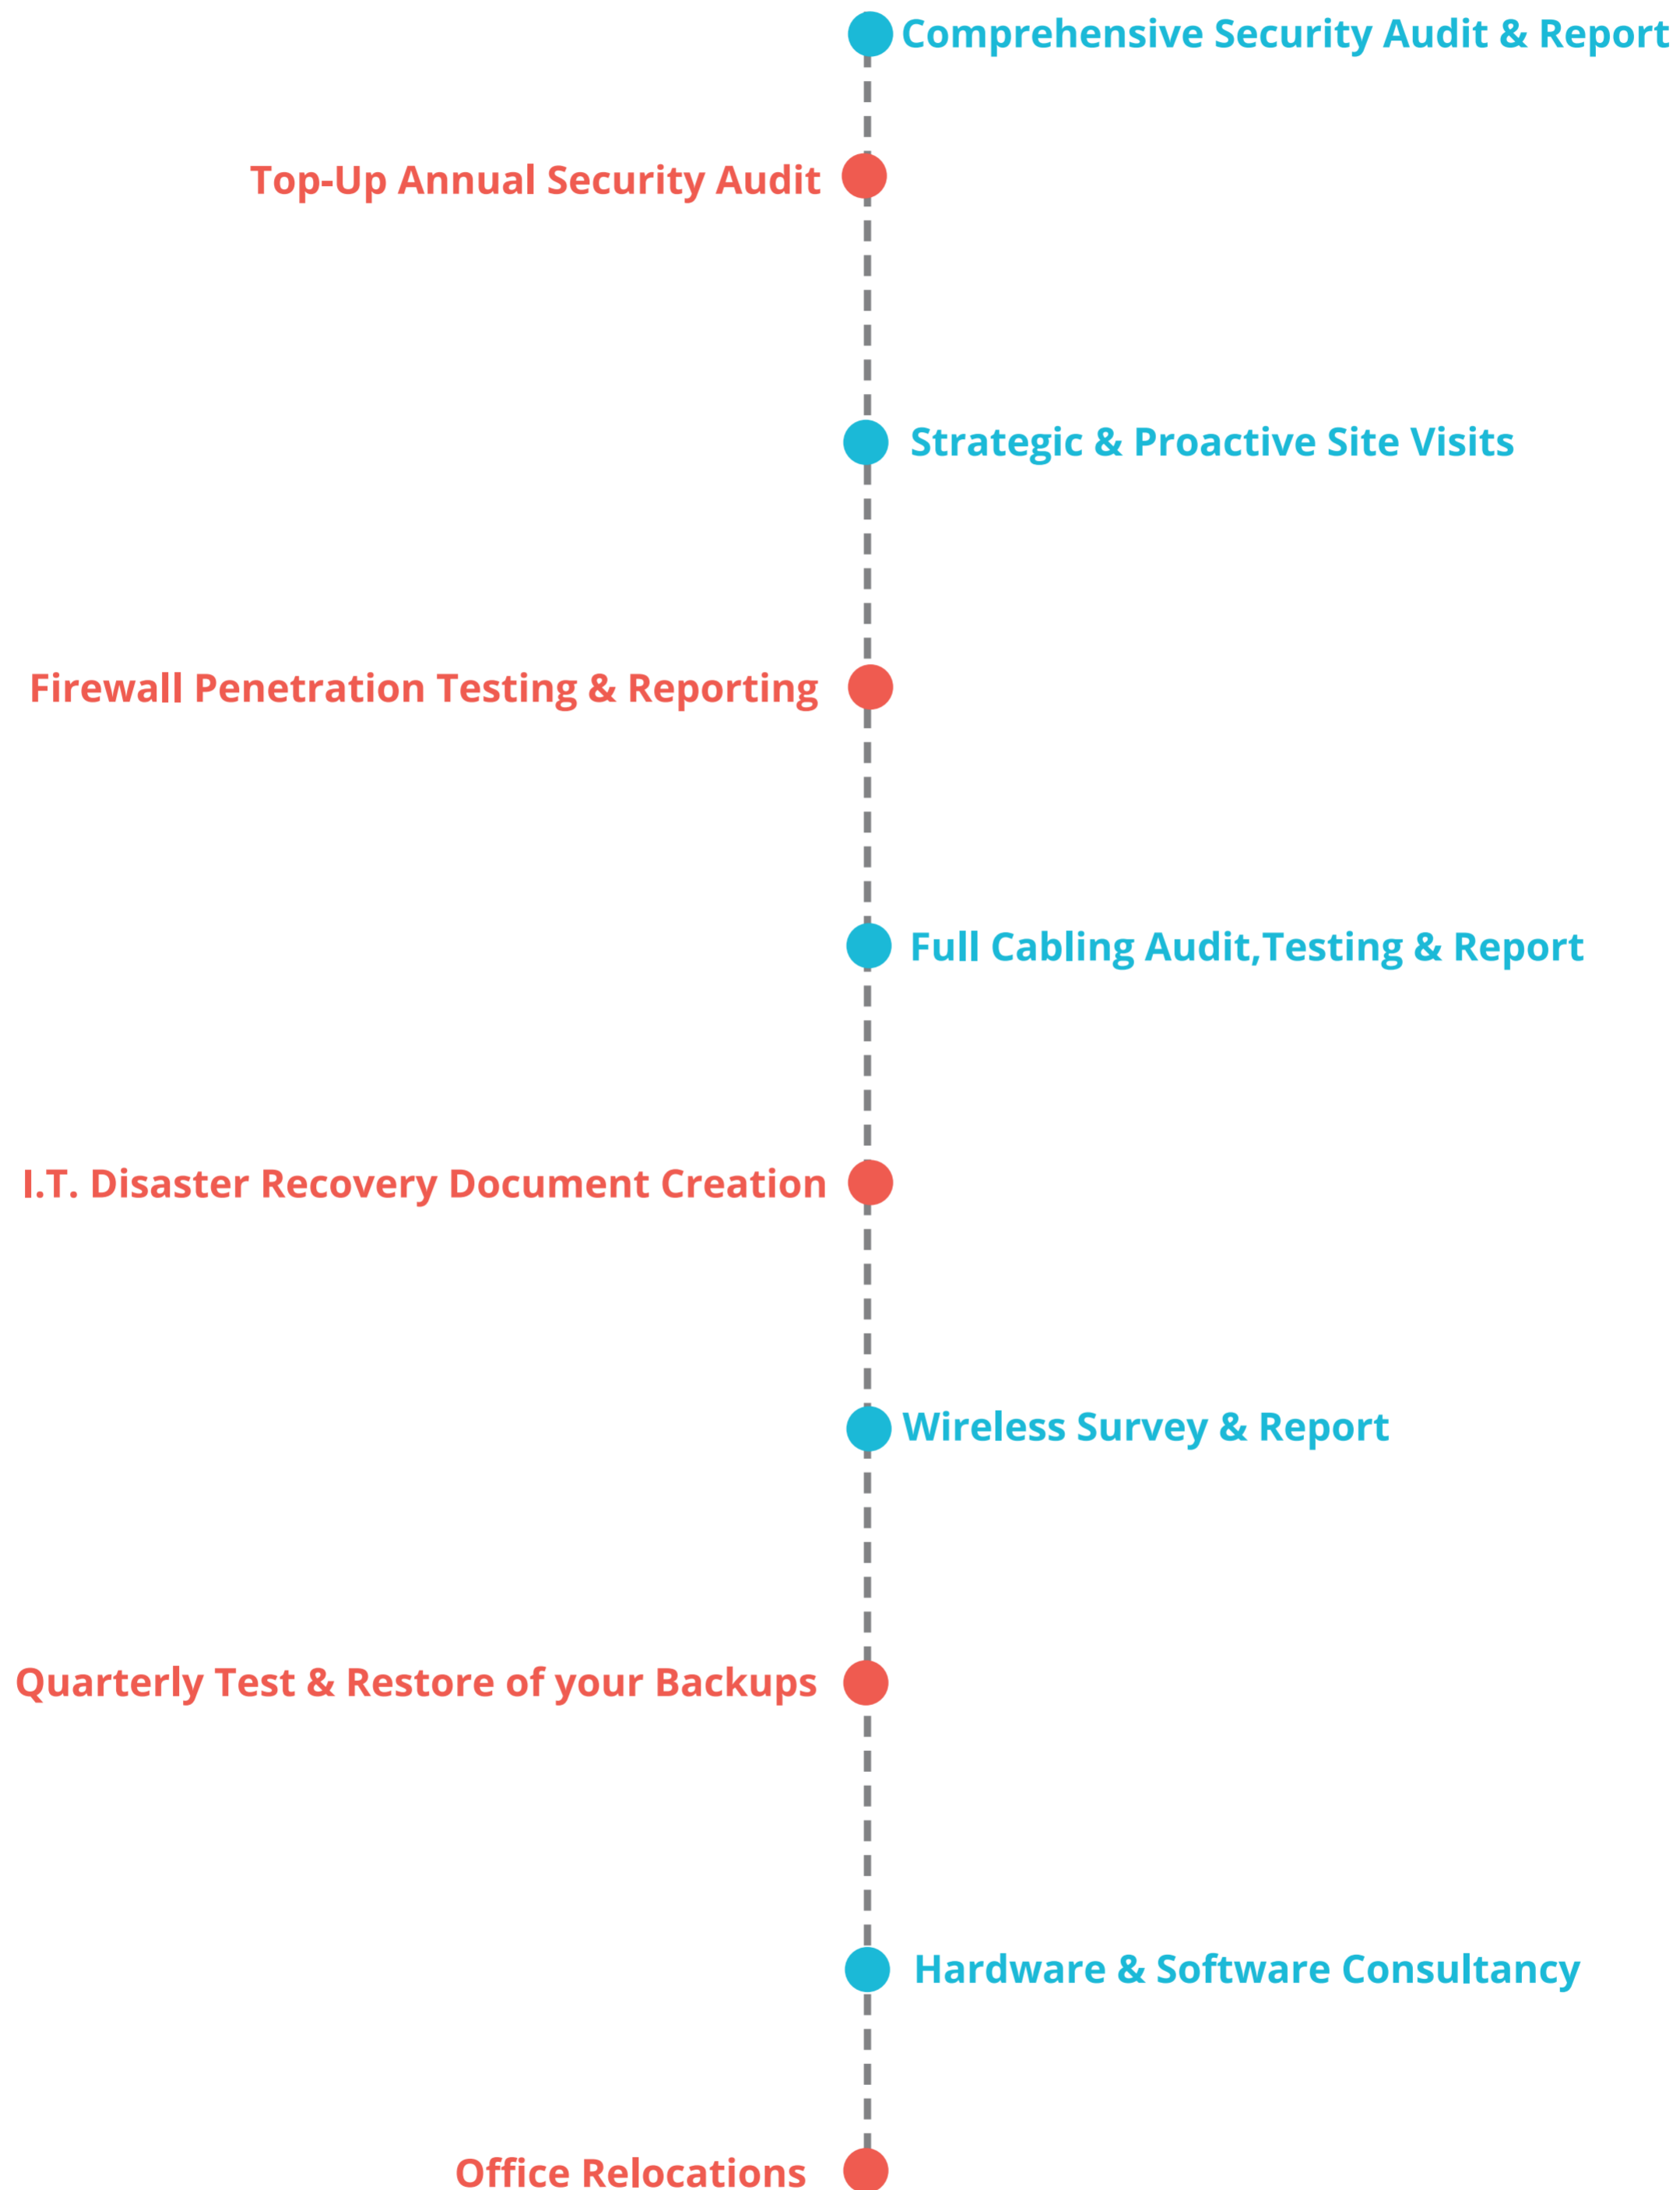 Comprehensive Security Audit & Report
Top-Up Annual Security Audit
Strategic & Proactive Site Visits
Firewall Penetration Testing & Reporting
Full Cabling Audit,Testing & Report
I.T. Disaster Recovery Document Creation
Wireless Survey & Report
Quarterly Test & Restore of your Backups
Hardware & Software Consultancy
Office Relocations